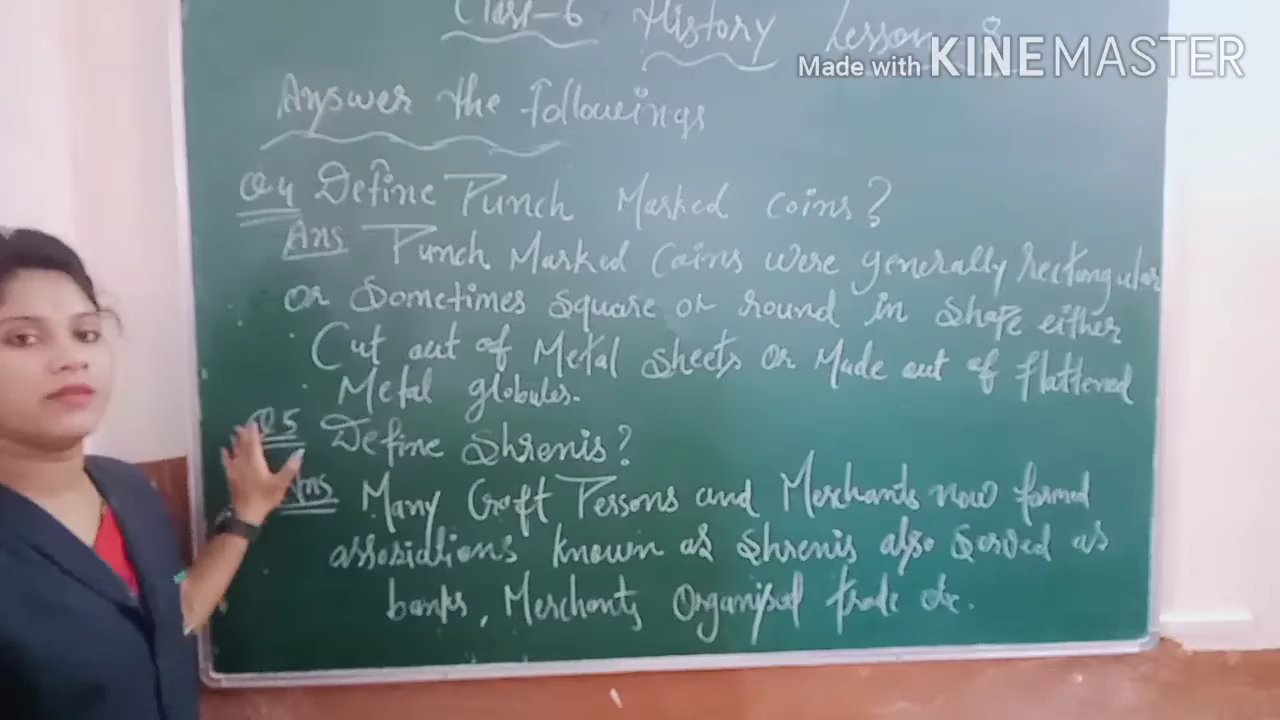 Class-6 History Lesson
Made with KINEMASTER
Answer the followings
Q4 Define Punch Marked Coins?
Ans Punch Marked Coins were generally Rectangular
or Sometimes Square or round in Shape either
Cut out of Metal Sheets or Made out of flattened
Metal globules.
Q5 Define Shrenis?
Ans Many Craft Persons and Merchants now formed
assosiations known as Shrenis also Served as
banks, Merchants Organised trade etc.